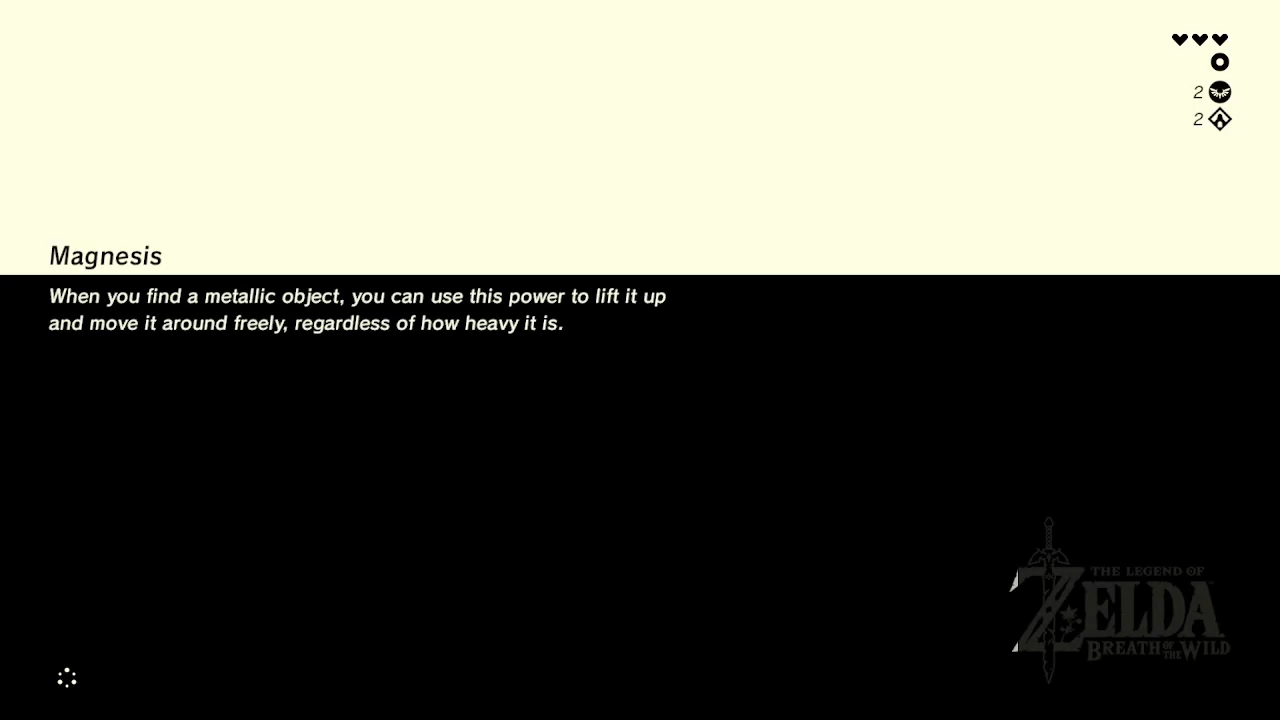 2
2
Magnesis
When you find a metallic object, you can use this power to lift it up
and move it around freely, regardless of how heavy it is.
THE LEGEND OF
ZELDA
BREATH OF THE WILD